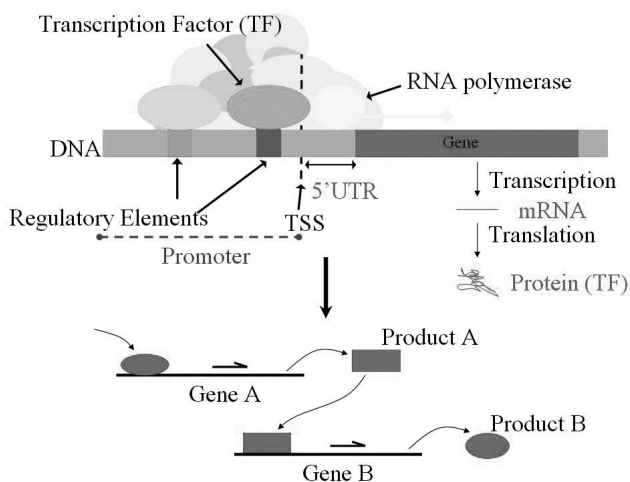 Transcription Factor (TF)
RNA polymerase
DNA
Gene
5'UTR
Transcription
Regulatory Elements
TSS
mRNA
Translation
Promoter
Protein (TF)
Product A
Gene A
Product B
Gene B